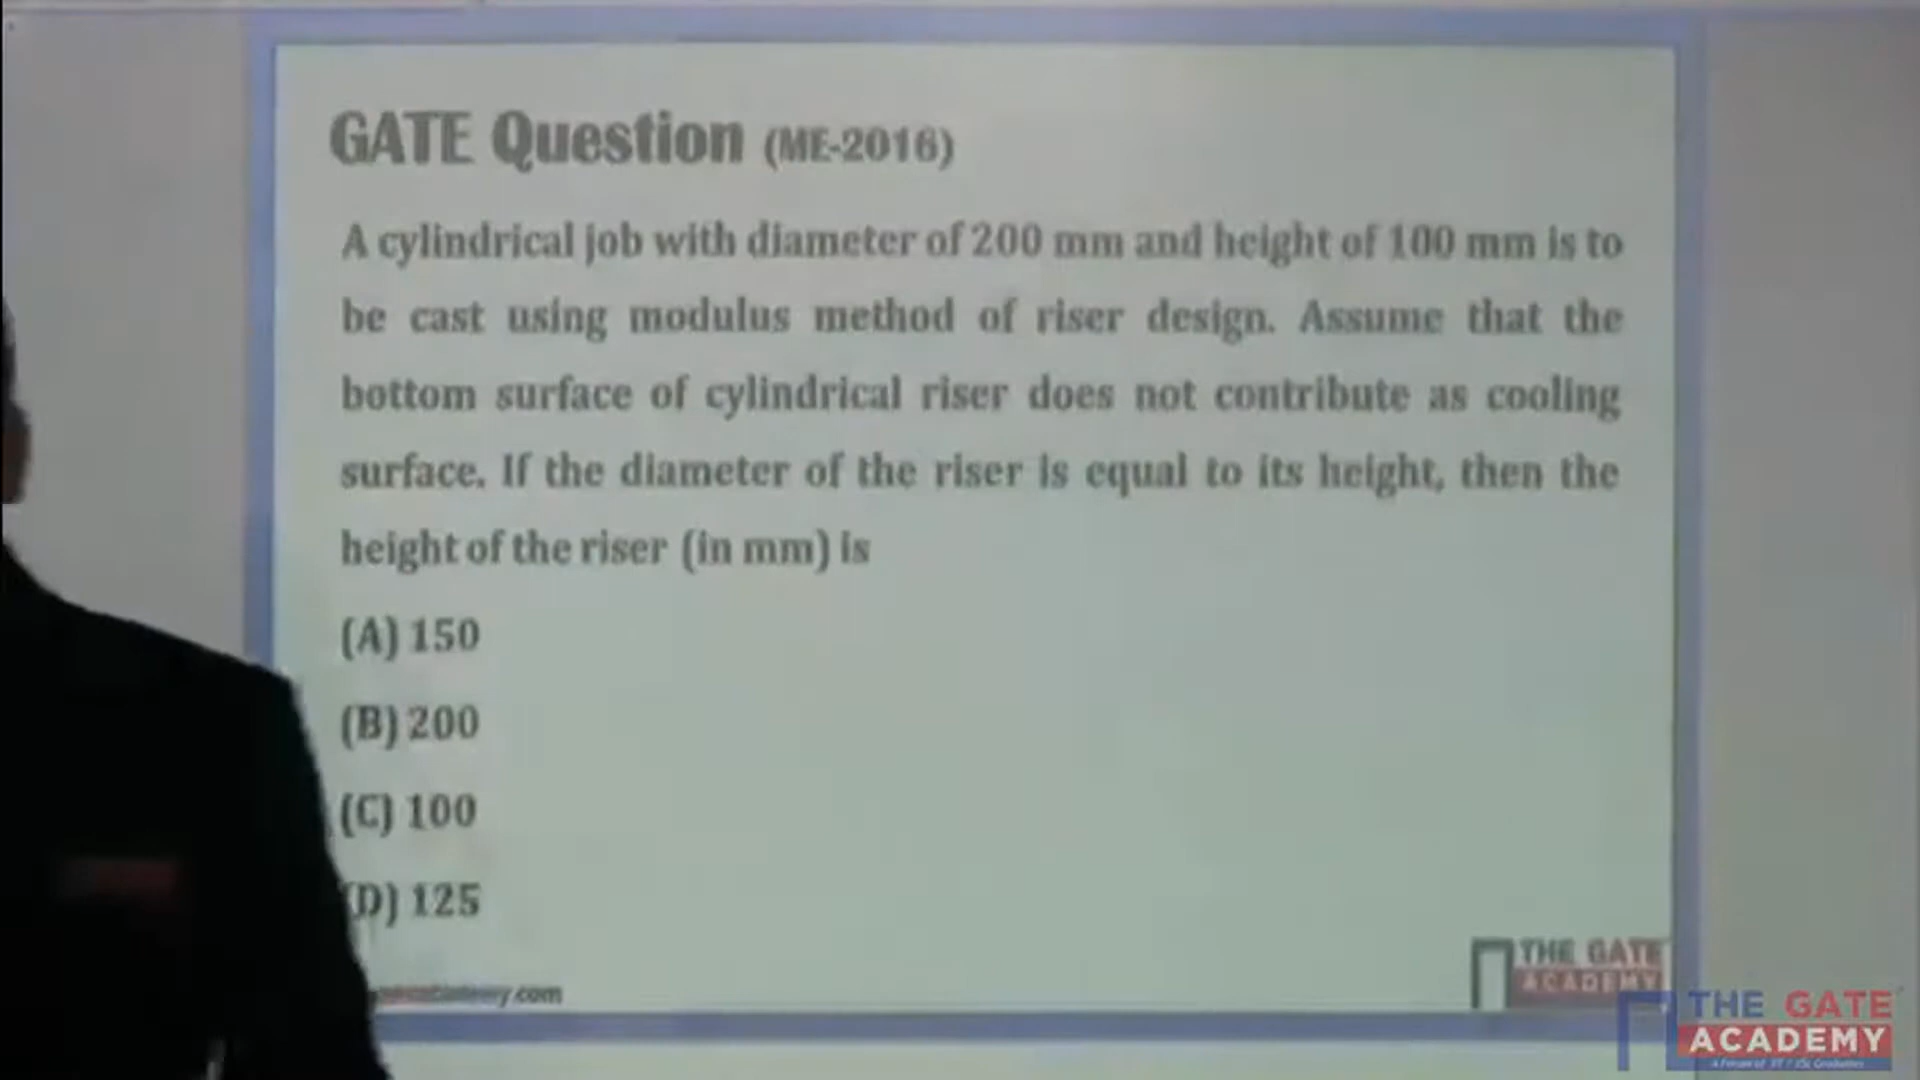 GATE Question (ME-2016)
A cylindrical job with diameter of 200 mm and height of 100 mm is to
be cast using modulus method of riser design. Assume that the
bottom surface of cylindrical riser does not contribute as cooling
surface. If the diameter of the riser is equal to its height, then the
height of the riser (in mm) is
(A) 150
(B) 200
(C) 100
(D) 125
.com
THE GATE
ACADEMY
THE GATE
ACADEMY